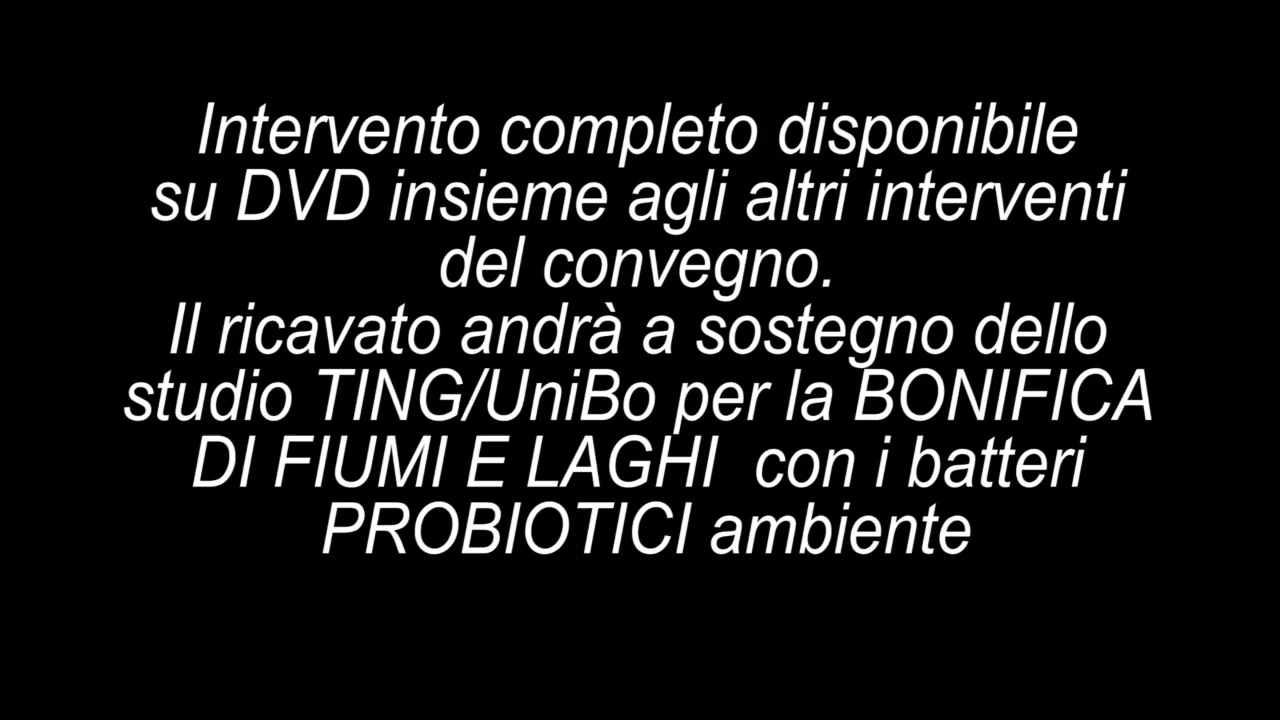 Intervento completo disponibile
su DVD insieme agli altri interventi
del convegno.
Il ricavato andrà a sostegno dello
studio TING/UniBo per la BONIFICA
DI FIUMI E LAGHI con i batteri
PROBIOTICI ambiente